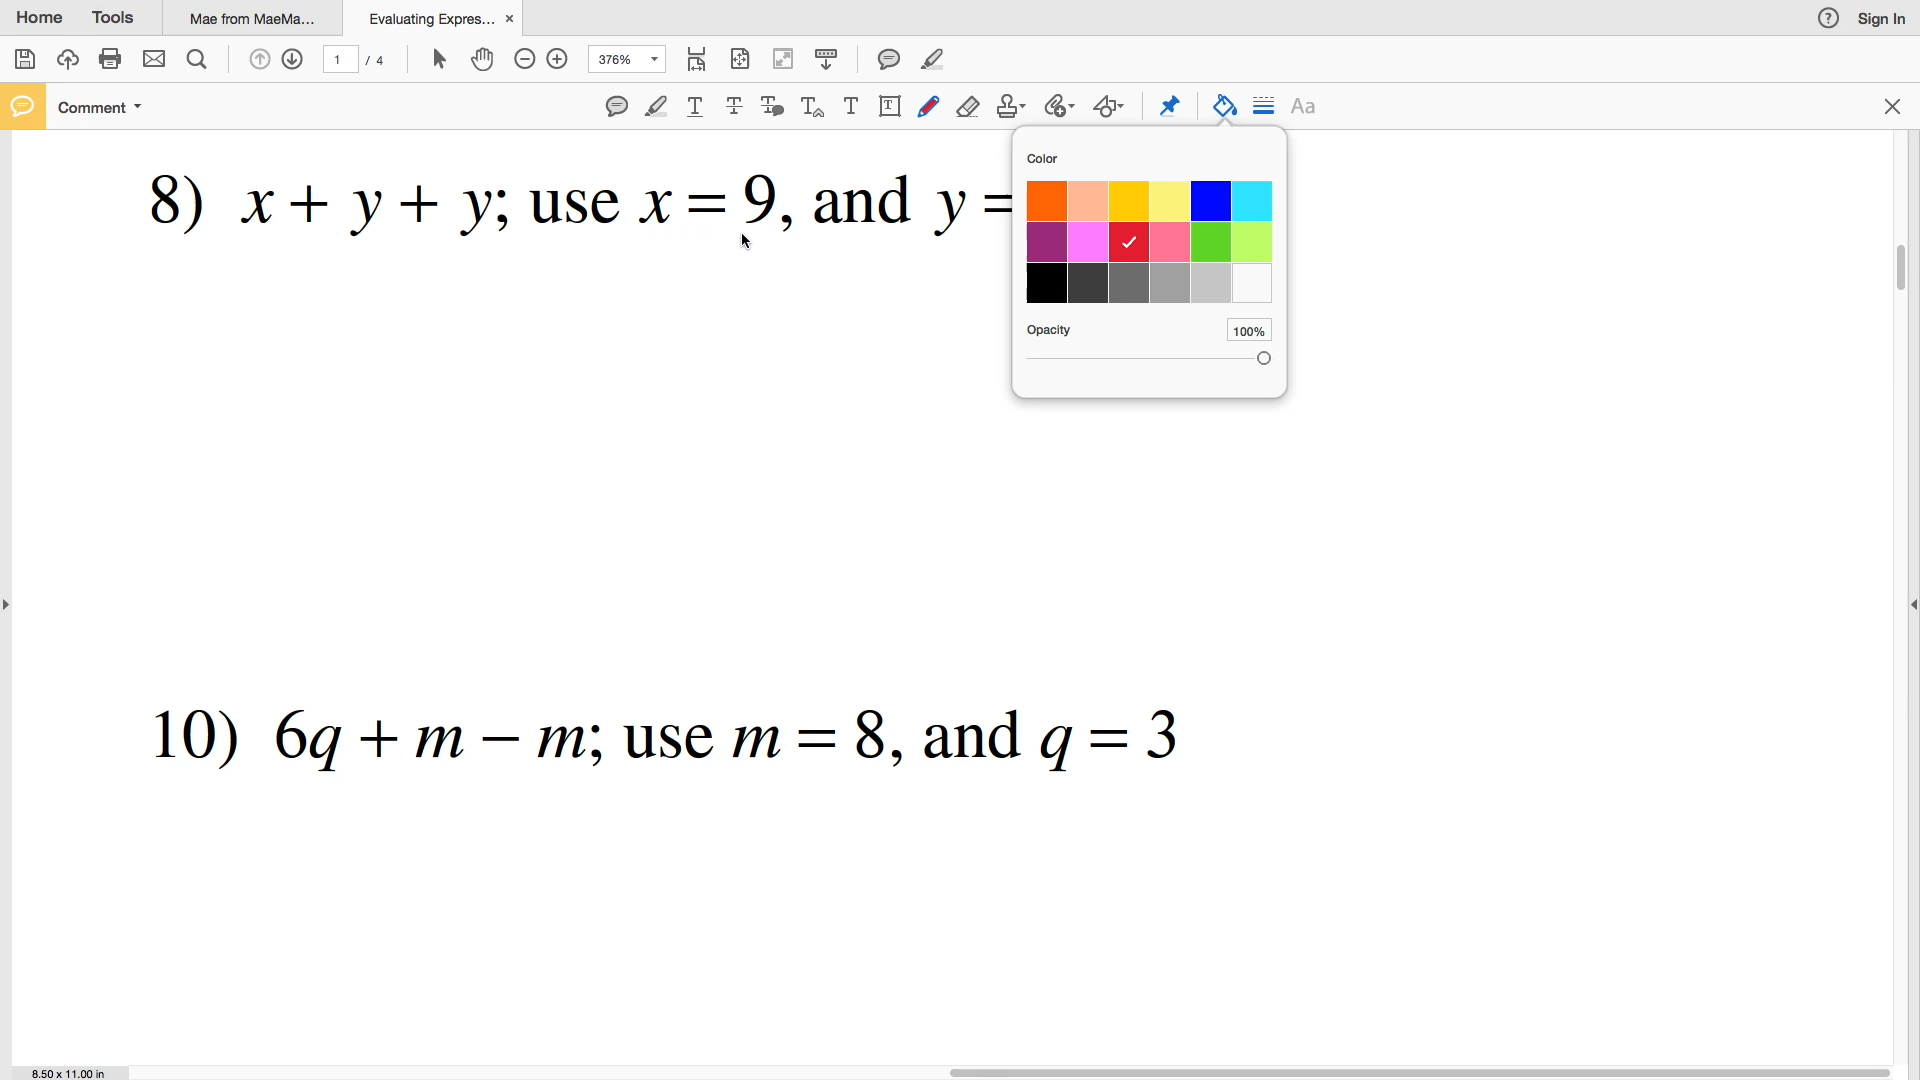 Home Tools Mae from MaeMa... Evaluating Expres... × ? Sign In
1 / 4 376%
Comment T T T T T T Aa
8) x + y + y; use x = 9, and y =
Color
Opacity 100%
10) 6q + m − m; use m = 8, and q = 3
8.50 x 11.00 in